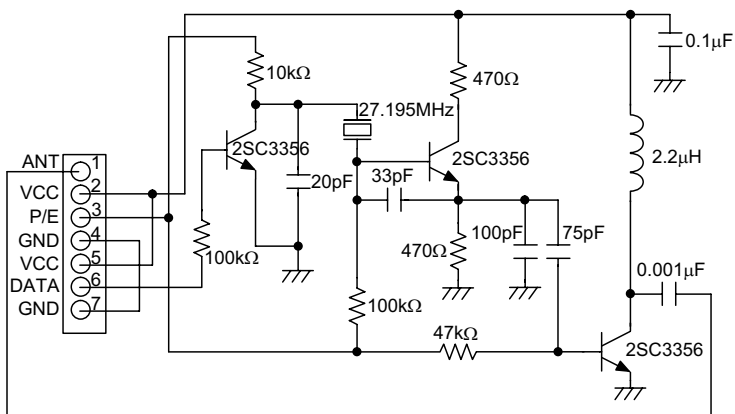 0.1µF
10kΩ
470Ω
27.195MHz
ANT 1
2SC3356
2SC3356
2.2µH
VCC 2
20pF
33pF
P/E 3
GND 4
100kΩ
470Ω
100pF
75pF
VCC 5
DATA 6
0.001µF
GND 7
100kΩ
47kΩ
2SC3356